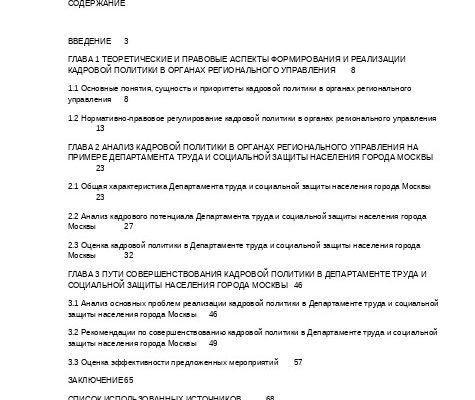 СОДЕРЖАНИЕ
ВВЕДЕНИЕ 3
ГЛАВА 1 ТЕОРЕТИЧЕСКИЕ И ПРАВОВЫЕ АСПЕКТЫ ФОРМИРОВАНИЯ И РЕАЛИЗАЦИИ
КАДРОВОЙ ПОЛИТИКИ В ОРГАНАХ РЕГИОНАЛЬНОГО УПРАВЛЕНИЯ 8
1.1 Основные понятия, сущность и приоритеты кадровой политики в органах регионального
управления 8
1.2 Нормативно-правовое регулирование кадровой политики в органах регионального управления
13
ГЛАВА 2 АНАЛИЗ КАДРОВОЙ ПОЛИТИКИ В ОРГАНАХ РЕГИОНАЛЬНОГО УПРАВЛЕНИЯ НА
ПРИМЕРЕ ДЕПАРТАМЕНТА ТРУДА И СОЦИАЛЬНОЙ ЗАЩИТЫ НАСЕЛЕНИЯ ГОРОДА МОСКВЫ
23
2.1 Общая характеристика Департамента труда и социальной защиты населения города Москвы
23
2.2 Анализ кадрового потенциала Департамента труда и социальной защиты населения города
Москвы 27
2.3 Оценка кадровой политики в Департаменте труда и социальной защиты населения города
Москвы 32
ГЛАВА 3 ПУТИ СОВЕРШЕНСТВОВАНИЯ КАДРОВОЙ ПОЛИТИКИ В ДЕПАРТАМЕНТЕ ТРУДА И
СОЦИАЛЬНОЙ ЗАЩИТЫ НАСЕЛЕНИЯ ГОРОДА МОСКВЫ 46
3.1 Анализ основных проблем реализации кадровой политики в Департаменте труда и социальной
защиты населения города Москвы 46
3.2 Рекомендации по совершенствованию кадровой политики в Департаменте труда и социальной
защиты населения города Москвы 49
3.3 Оценка эффективности предложенных мероприятий 57
ЗАКЛЮЧЕНИЕ 65
СПИСОК ИСПОЛЬЗОВАННЫХ ИСТОЧНИКОВ 68